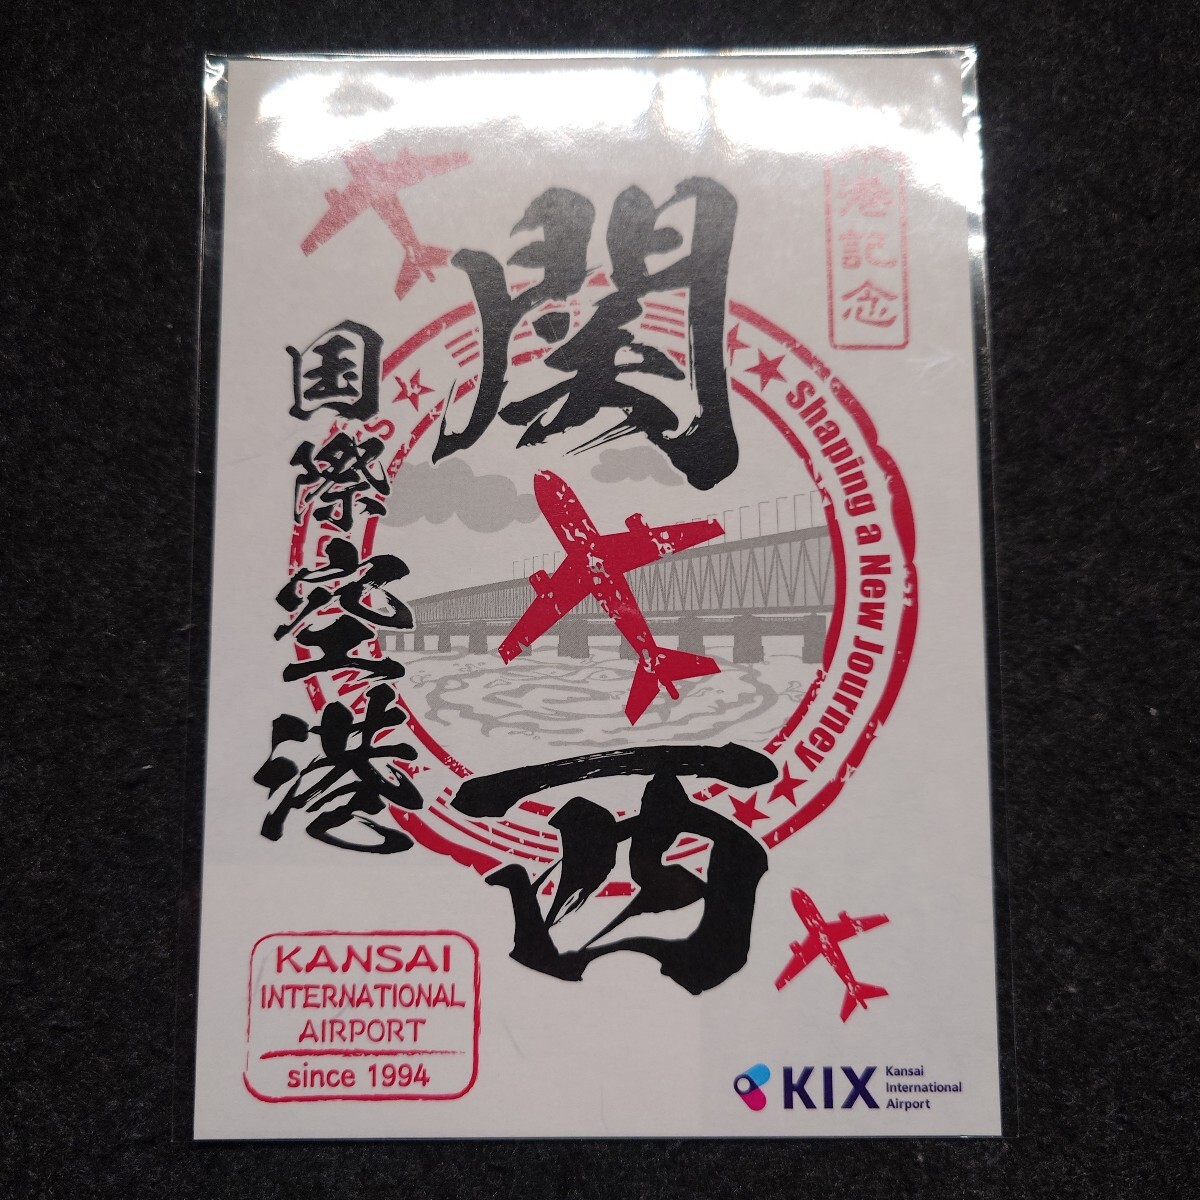 関西
国際空港
港記念
Shaping a New Journey
KANSAI
INTERNATIONAL
AIRPORT
since 1994
KIX
Kansai
International
Airport